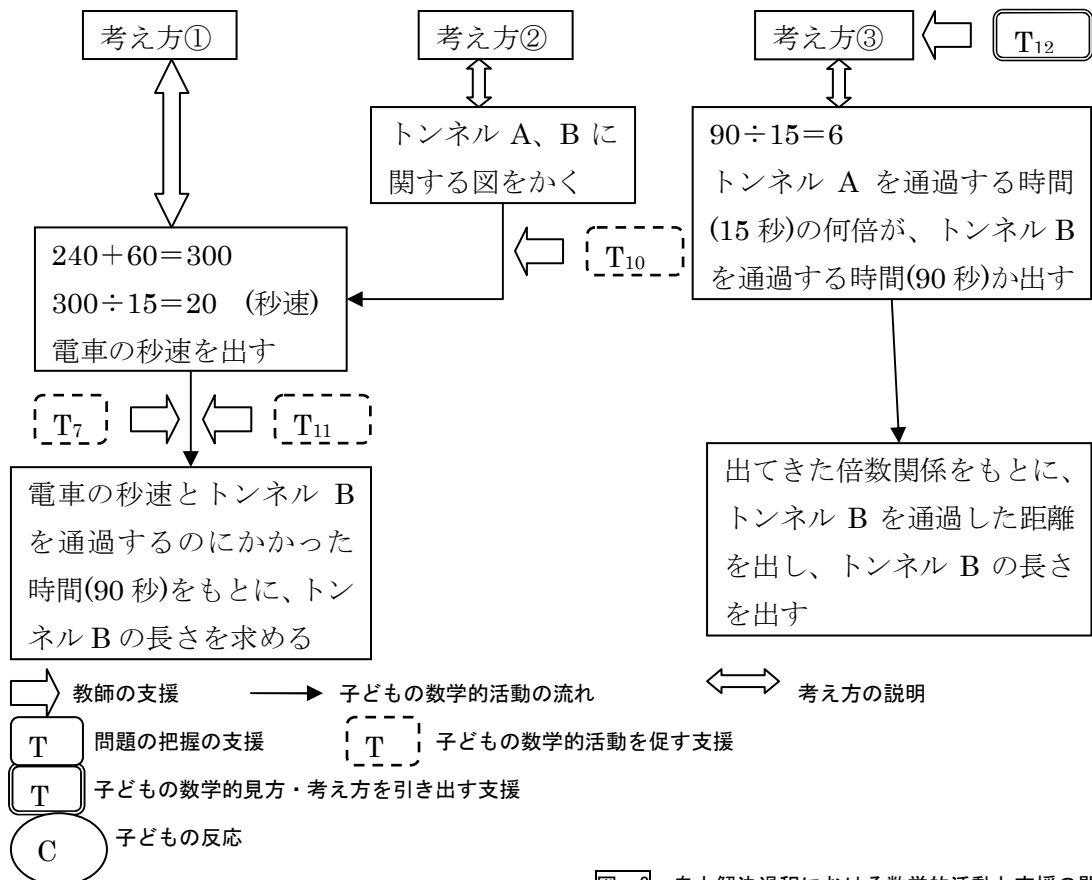 考え方①
考え方②
考え方③
T12
トンネル A、B に
関する図をかく
90÷15=6
トンネル A を通過する時間
(15 秒)の何倍が、トンネル B
を通過する時間(90 秒)か出す
T10
240+60=300
300÷15=20 (秒速)
電車の秒速を出す
T7
T11
電車の秒速とトンネル B
を通過するのにかかった
時間(90 秒)をもとに、トン
ネル B の長さを求める
出てきた倍数関係をもとに、
トンネル B を通過した距離
を出し、トンネル B の長さ
を出す
教師の支援
子どもの数学的活動の流れ
考え方の説明
T 問題の把握の支援
T 子どもの数学的活動を促す支援
T 子どもの数学的見方・考え方を引き出す支援
C 子どもの反応